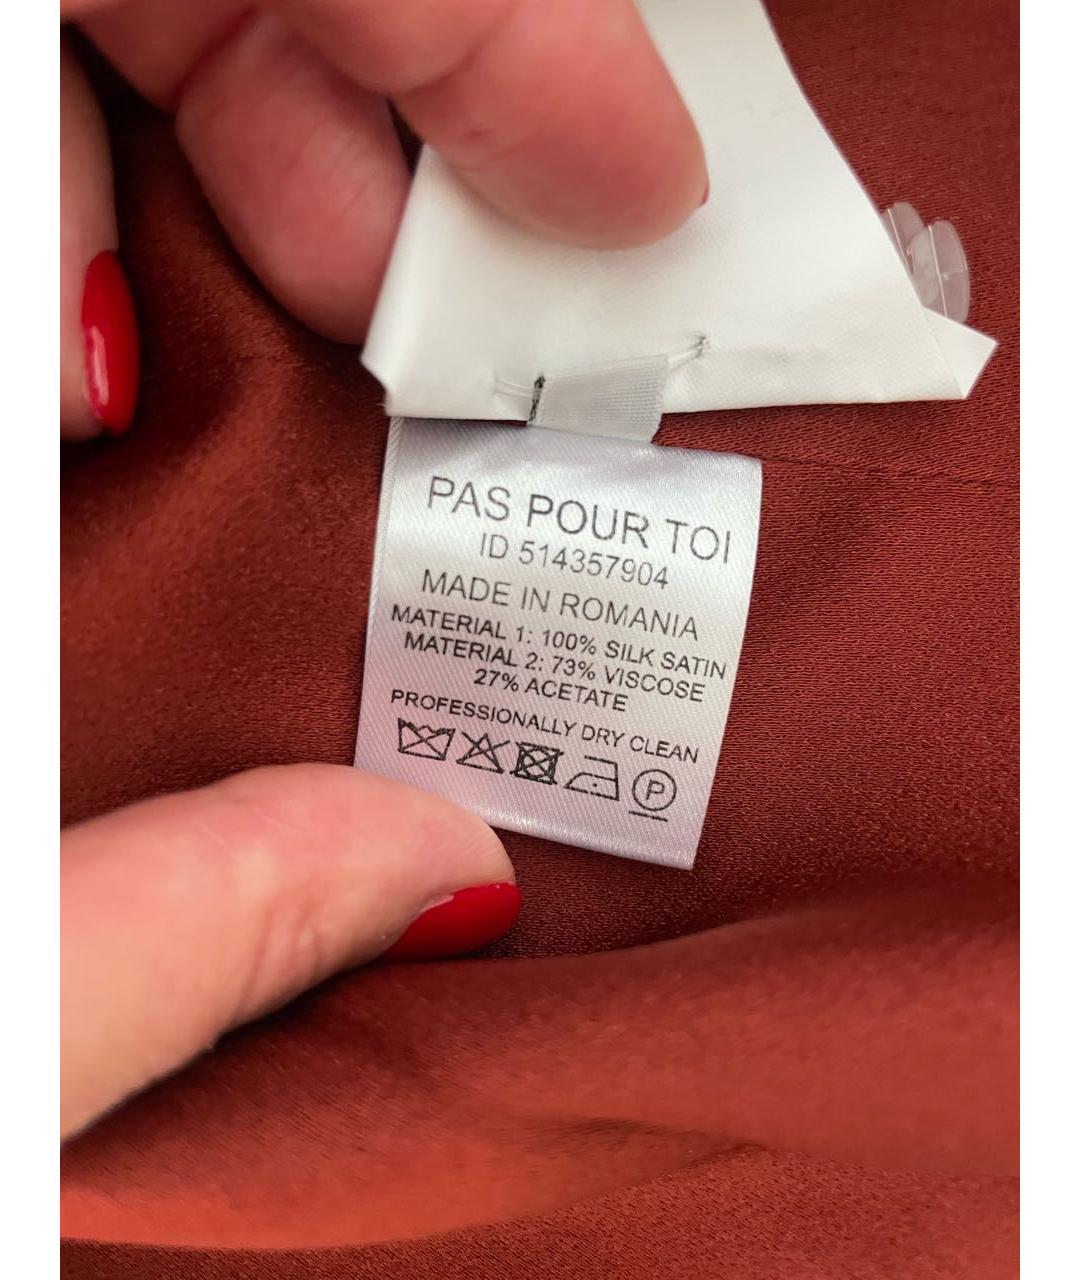 PAS POUR TOI
ID 514357904
MADE IN ROMANIA
MATERIAL 1: 100% SILK SATIN
MATERIAL 2: 73% VISCOSE
27% ACETATE
PROFESSIONALLY DRY CLEAN
P